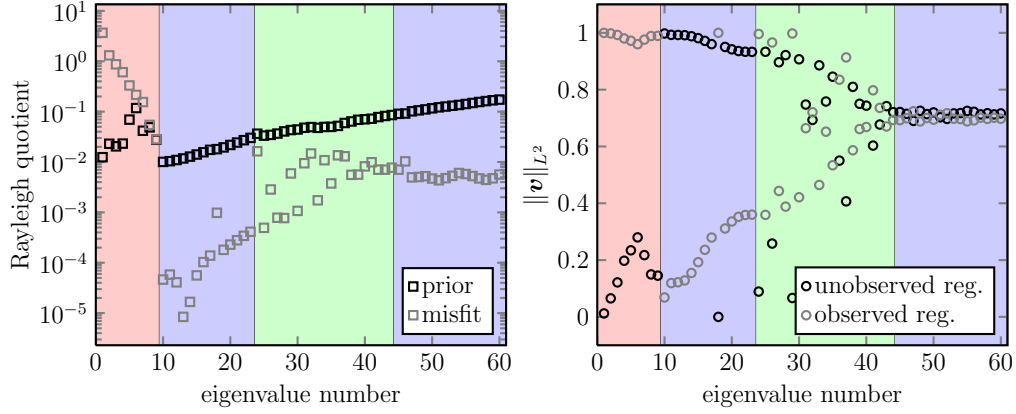 10^1
10^0
10^{-1}
10^{-2}
10^{-3}
10^{-4}
10^{-5}
Rayleigh quotient
prior
misfit
0 10 20 30 40 50 60
eigenvalue number
1
0.8
0.6
0.4
0.2
0
‖v‖_{L^2}
unobserved reg.
observed reg.
0 10 20 30 40 50 60
eigenvalue number